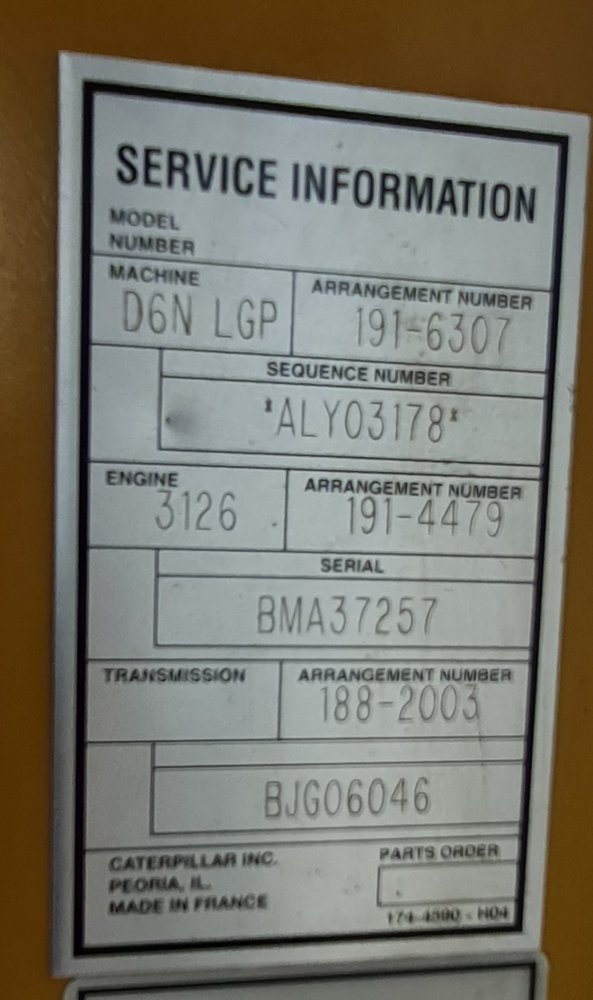 SERVICE INFORMATION
MODEL
NUMBER
MACHINE
D6N LGP
ARRANGEMENT NUMBER
191-6307
SEQUENCE NUMBER
*ALY03178*
ENGINE
3126
ARRANGEMENT NUMBER
191-4479
SERIAL
BMA37257
TRANSMISSION
ARRANGEMENT NUMBER
188-2003
BJG06046
CATERPILLAR INC.
PEORIA, IL.
MADE IN FRANCE
PARTS ORDER